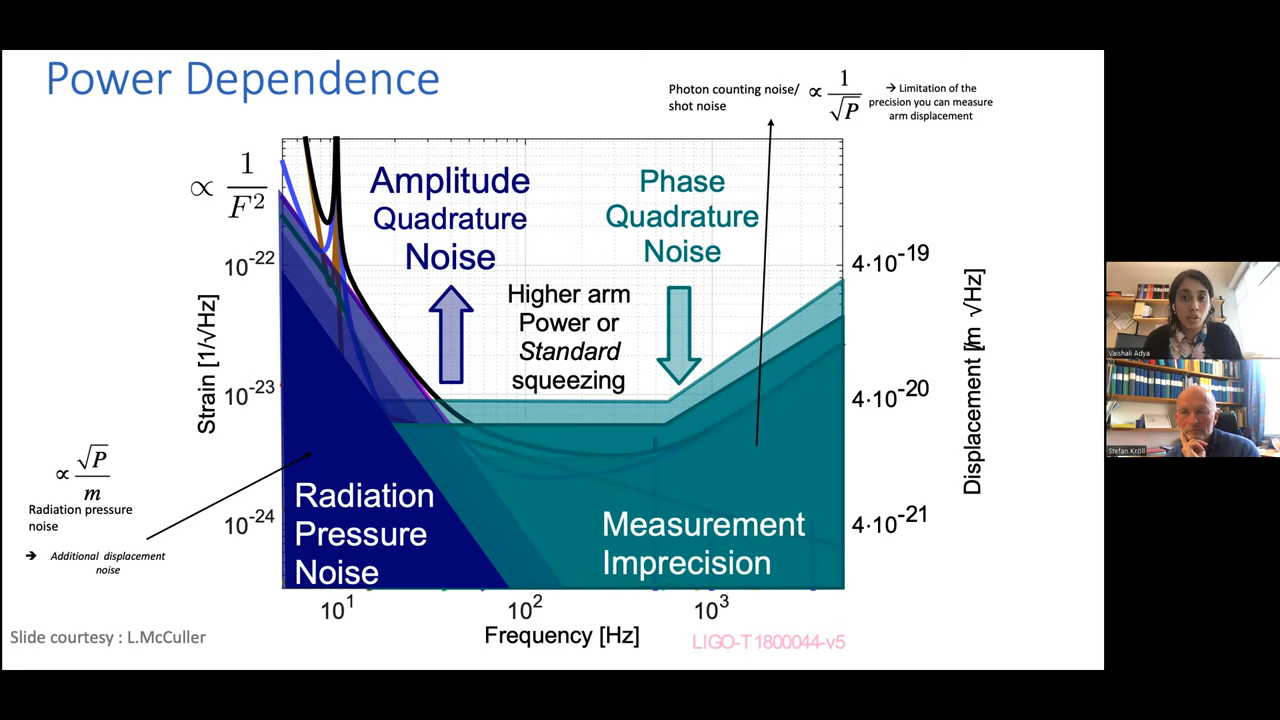 Power Dependence
Photon counting noise/
shot noise
∝ 1/√P
→ Limitation of the
precision you can measure
arm displacement
∝ 1/F²
Amplitude
Quadrature
Noise
Phase
Quadrature
Noise
Higher arm
Power or
Standard
squeezing
10⁻²²
10⁻²³
10⁻²⁴
Strain [1/√Hz]
4·10⁻¹⁹
4·10⁻²⁰
4·10⁻²¹
Displacement [m √Hz]
∝ √P/m
Radiation pressure
noise
→ Additional displacement
noise
Radiation
Pressure
Noise
Measurement
Imprecision
10¹
10²
10³
Frequency [Hz]
Slide courtesy : L.McCuller
LIGO-T1800044-v5
Vaishali Adya
Stefan Kröll